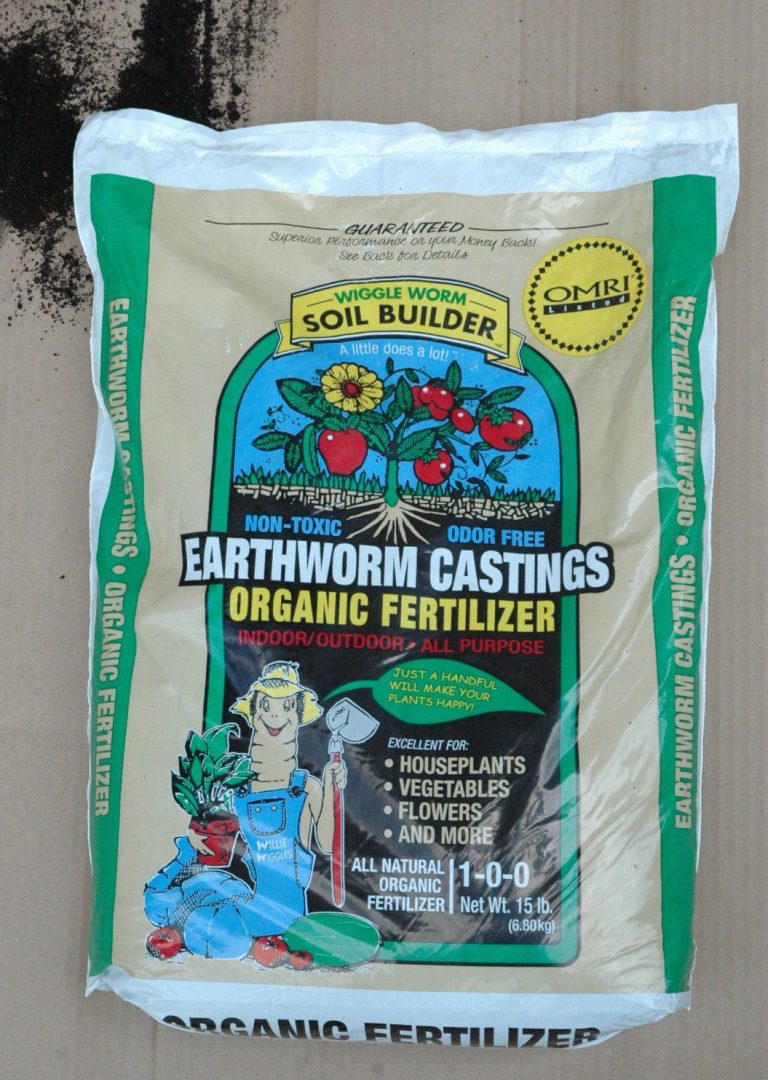 GUARANTEED
Superior performance or your Money Back!
See Back for Details
OMRI™
Listed
WIGGLE WORM
SOIL BUILDER™
A little does a lot!™
NON-TOXIC
ODOR FREE
EARTHWORM CASTINGS
ORGANIC FERTILIZER
INDOOR/OUTDOOR • ALL PURPOSE
JUST A HANDFUL
WILL MAKE YOUR
PLANTS HAPPY!
EXCELLENT FOR:
• HOUSEPLANTS
• VEGETABLES
• FLOWERS
• AND MORE
WILLIE
WIGGLES
ALL NATURAL
ORGANIC
FERTILIZER
1-0-0
Net Wt. 15 lb.
(6.80kg)
EARTHWORM CASTINGS • ORGANIC FERTILIZER
EARTHWORM CASTINGS • ORGANIC FERTILIZER
ORGANIC FERTILIZER